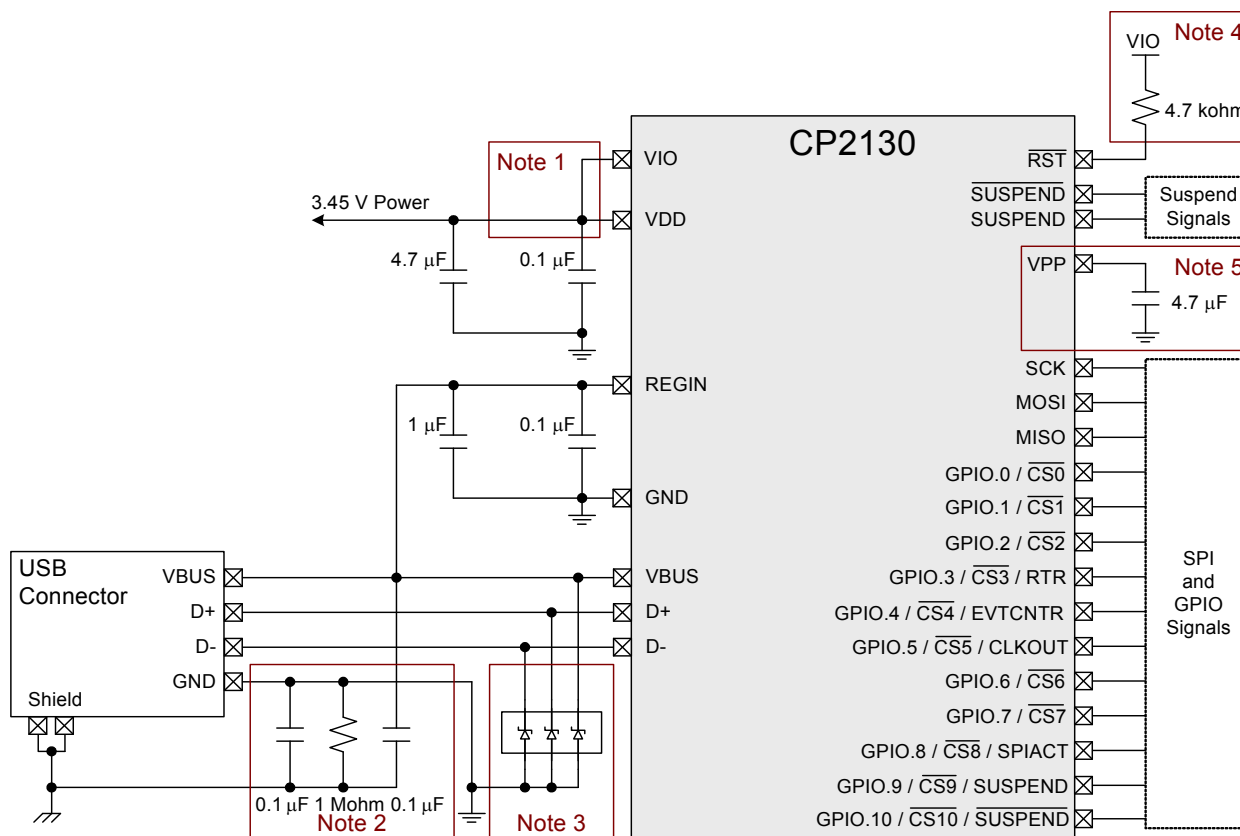 Note 4
VIO
4.7 kohm
CP2130
Note 1
VIO
RST
3.45 V Power
SUSPEND
SUSPEND
Suspend
Signals
VDD
4.7 µF
0.1 µF
VPP
Note 5
4.7 µF
REGIN
1 µF
0.1 µF
GND
SCK
MOSI
MISO
GPIO.0 / CS0
GPIO.1 / CS1
GPIO.2 / CS2
GPIO.3 / CS3 / RTR
GPIO.4 / CS4 / EVTCNTR
GPIO.5 / CS5 / CLKOUT
GPIO.6 / CS6
GPIO.7 / CS7
GPIO.8 / CS8 / SPIACT
GPIO.9 / CS9 / SUSPEND
GPIO.10 / CS10 / SUSPEND
SPI
and
GPIO
Signals
USB
Connector
VBUS
D+
D-
GND
Shield
VBUS
D+
D-
0.1 µF 1 Mohm 0.1 µF
Note 2
Note 3